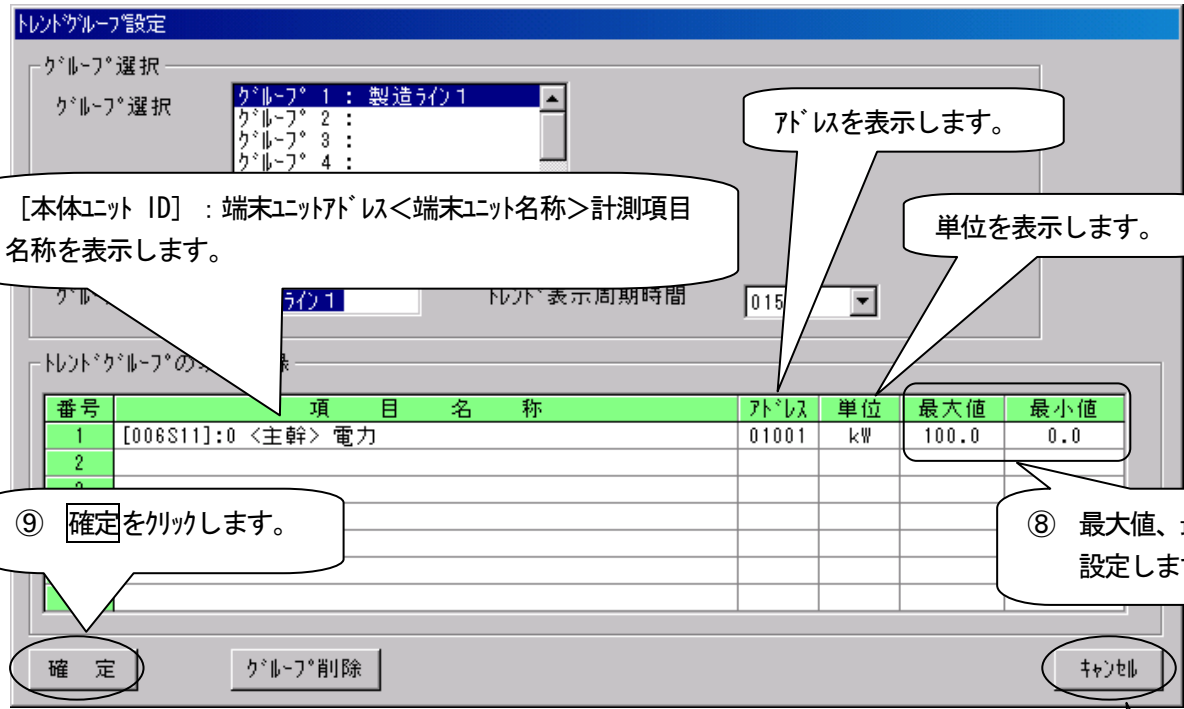 ﾄﾚﾝﾄﾞｸﾞﾙｰﾌﾟ設定
ｸﾞﾙｰﾌﾟ選択
ｸﾞﾙｰﾌﾟ選択
ｸﾞﾙｰﾌﾟ 1 : 製造ﾗｲﾝ1
ｸﾞﾙｰﾌﾟ 2 :
ｸﾞﾙｰﾌﾟ 3 :
ｸﾞﾙｰﾌﾟ 4 :
ｱﾄﾞﾚｽを表示します。
[本体ﾕﾆｯﾄ ID] ：端末ﾕﾆｯﾄｱﾄﾞﾚｽ＜端末ﾕﾆｯﾄ名称＞計測項目
名称を表示します。
単位を表示します。
ﾗｲﾝ1
ﾄﾚﾝﾄﾞ表示周期時間
015
ﾄﾚﾝﾄﾞｸﾞﾙｰﾌﾟの
番号 項目名称 ｱﾄﾞﾚｽ 単位 最大値 最小値
1 [006S11]:0 <主幹> 電力 01001 kW 100.0 0.0
2
⑧ 最大値、
設定しま
⑨ 確定をｸﾘｯｸします。
確 定
ｸﾞﾙｰﾌﾟ削除
ｷｬﾝｾﾙ